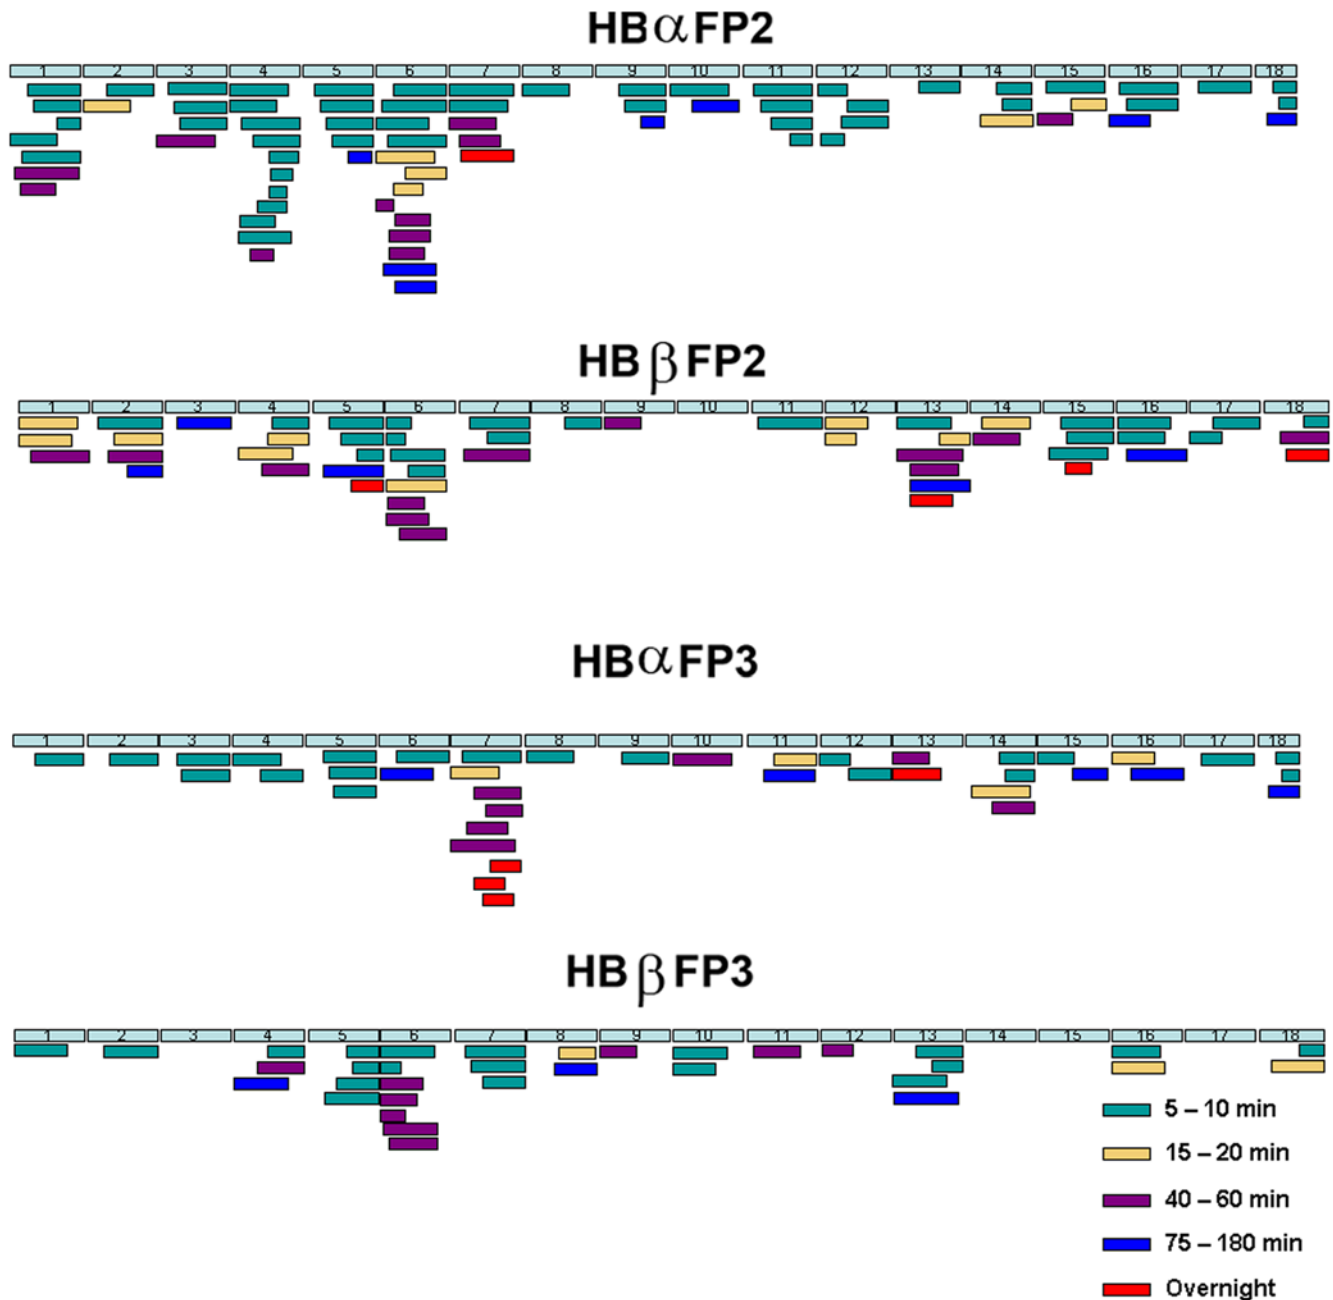 HBαFP2
1 2 3 4 5 6 7 8 9 10 11 12 13 14 15 16 17 18
HBβFP2
1 2 3 4 5 6 7 8 9 10 11 12 13 14 15 16 17 18
HBαFP3
1 2 3 4 5 6 7 8 9 10 11 12 13 14 15 16 17 18
HBβFP3
1 2 3 4 5 6 7 8 9 10 11 12 13 14 15 16 17 18
5 – 10 min
15 – 20 min
40 – 60 min
75 – 180 min
Overnight